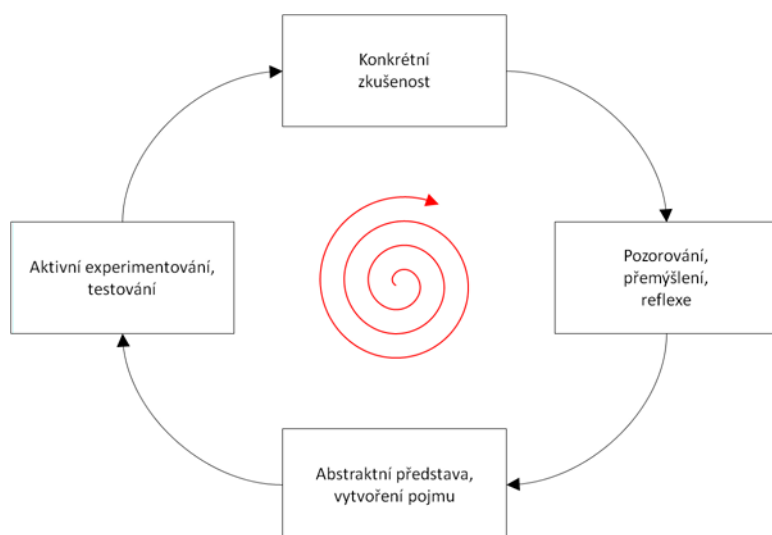 Konkrétní
zkušenost
Aktivní experimentování,
testování
Pozorování,
přemýšlení,
reflexe
Abstraktní představa,
vytvoření pojmu